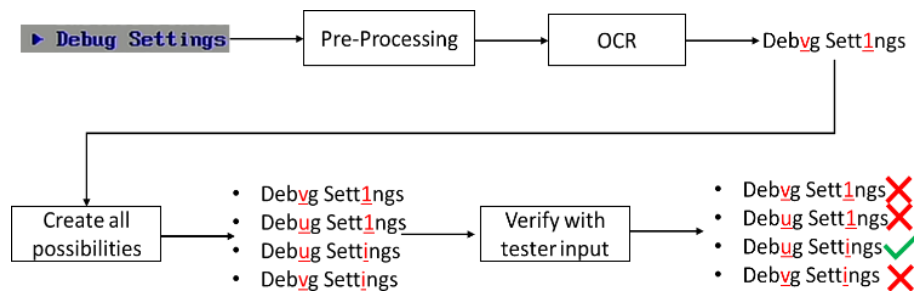 ► Debug Settings
Pre-Processing
OCR
Debvg Sett1ngs
Create all
possibilities
• Debvg Sett1ngs
• Debug Sett1ngs
• Debug Settings
• Debvg Settings
Verify with
tester input
• Debvg Sett1ngs
• Debug Sett1ngs
• Debug Settings
• Debvg Settings